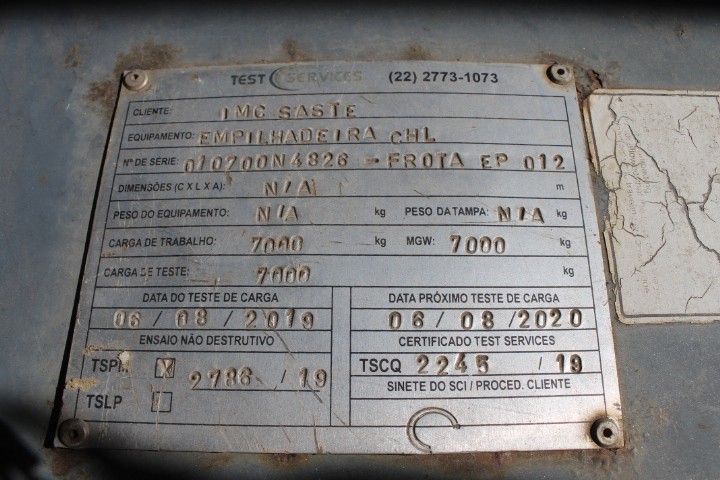 TEST SERVICES (22) 2773-1073
CLIENTE: IMC SASTE
EQUIPAMENTO: EMPILHADEIRA CHL
Nº DE SÉRIE: 010700N4826 - FROTA EP 012
DIMENSÕES (C X L X A): N/A m
PESO DO EQUIPAMENTO: N/A kg PESO DA TAMPA: N/A kg
CARGA DE TRABALHO: 7000 kg MGW: 7000 kg
CARGA DE TESTE: 7000 kg
DATA DO TESTE DE CARGA DATA PRÓXIMO TESTE DE CARGA
06 / 08 / 2019 06 / 08 / 2020
ENSAIO NÃO DESTRUTIVO CERTIFICADO TEST SERVICES
TSPM X 2786 / 19 TSCQ 2245 / 19
TSLP SINETE DO SCI / PROCED. CLIENTE